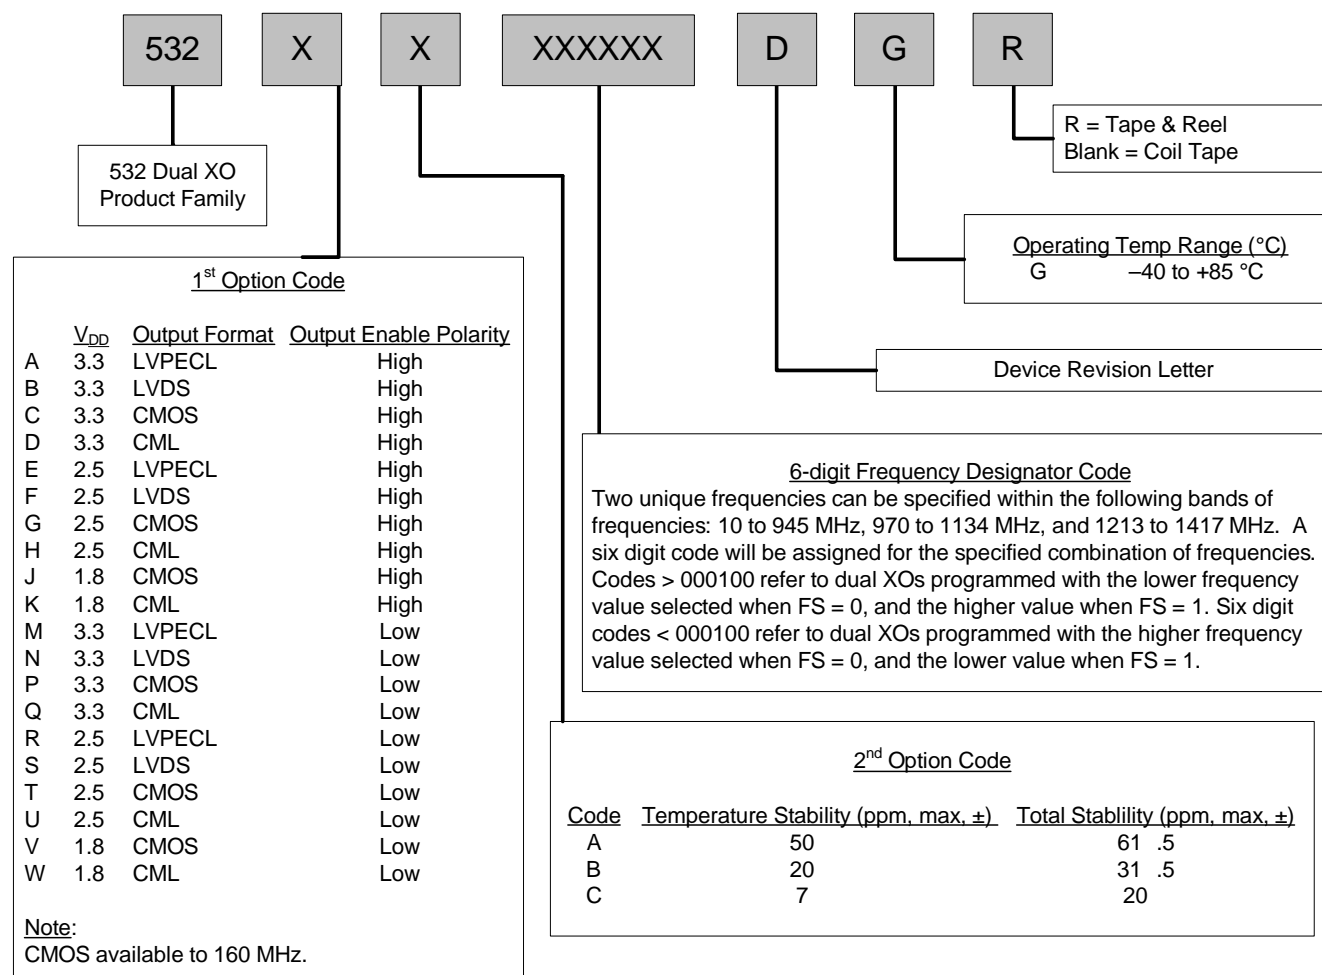 532 X X XXXXXX D G R
R = Tape & Reel
Blank = Coil Tape
532 Dual XO
Product Family
Operating Temp Range (°C)
G –40 to +85 °C
Device Revision Letter
1st Option Code
VDD Output Format Output Enable Polarity
A 3.3 LVPECL High
B 3.3 LVDS High
C 3.3 CMOS High
D 3.3 CML High
E 2.5 LVPECL High
F 2.5 LVDS High
G 2.5 CMOS High
H 2.5 CML High
J 1.8 CMOS High
K 1.8 CML High
M 3.3 LVPECL Low
N 3.3 LVDS Low
P 3.3 CMOS Low
Q 3.3 CML Low
R 2.5 LVPECL Low
S 2.5 LVDS Low
T 2.5 CMOS Low
U 2.5 CML Low
V 1.8 CMOS Low
W 1.8 CML Low
Note:
CMOS available to 160 MHz.
6-digit Frequency Designator Code
Two unique frequencies can be specified within the following bands of
frequencies: 10 to 945 MHz, 970 to 1134 MHz, and 1213 to 1417 MHz. A
six digit code will be assigned for the specified combination of frequencies.
Codes > 000100 refer to dual XOs programmed with the lower frequency
value selected when FS = 0, and the higher value when FS = 1. Six digit
codes < 000100 refer to dual XOs programmed with the higher frequency
value selected when FS = 0, and the lower value when FS = 1.
2nd Option Code
Code Temperature Stability (ppm, max, ±) Total Stablility (ppm, max, ±)
A 50 61 .5
B 20 31 .5
C 7 20